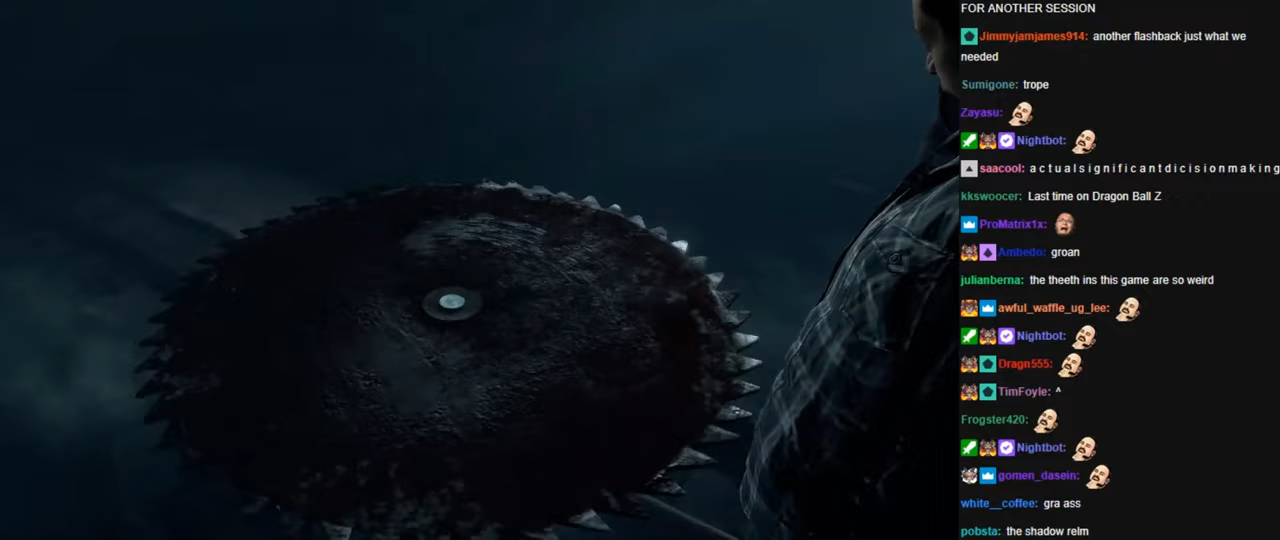 FOR ANOTHER SESSION
Jimmyjamjames914: another flashback just what we
needed
Sumigone: trope
Zayasu:
Nightbot:
saacool: a c t u a l s i g n i f i c a n t d i c i s i o n m a k i n g
kkswoocer: Last time on Dragon Ball Z
ProMatrix1x:
Ambedo: groan
julianberna: the theeth ins this game are so weird
awful_waffle_ug_lee:
Nightbot:
Dragn555:
TimFoyle: ^
Frogster420:
Nightbot:
gomen_dasein:
white__coffee: gra ass
pobsta: the shadow relm